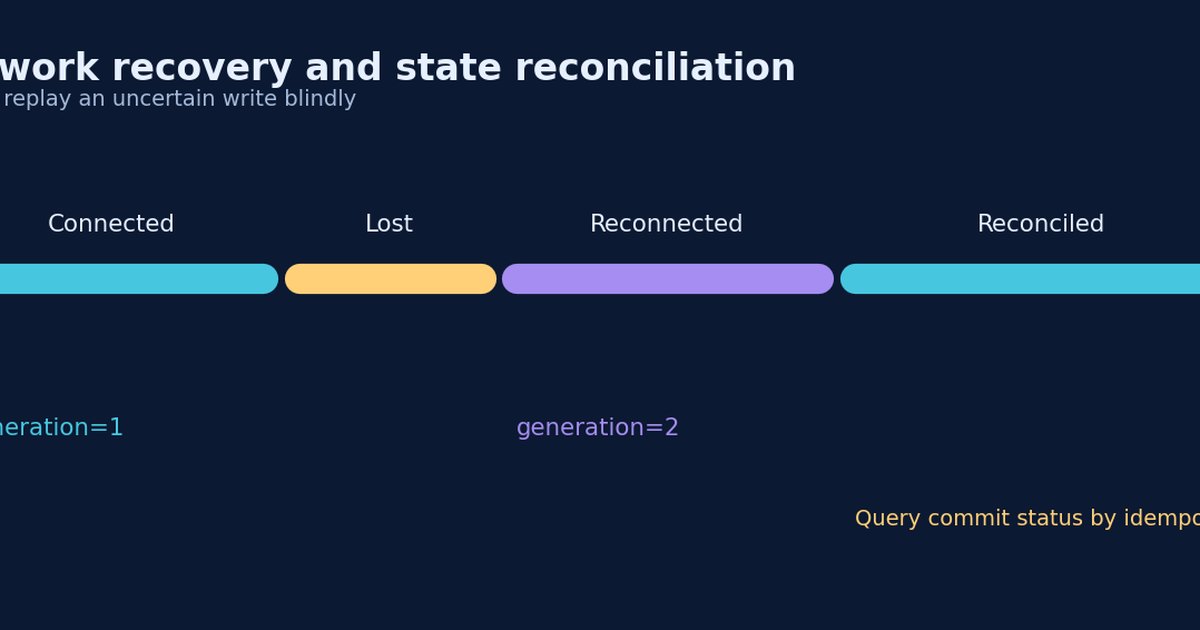 work recovery and state reconciliation
replay an uncertain write blindly
Connected Lost Reconnected Reconciled
neration=1 generation=2
Query commit status by idempo